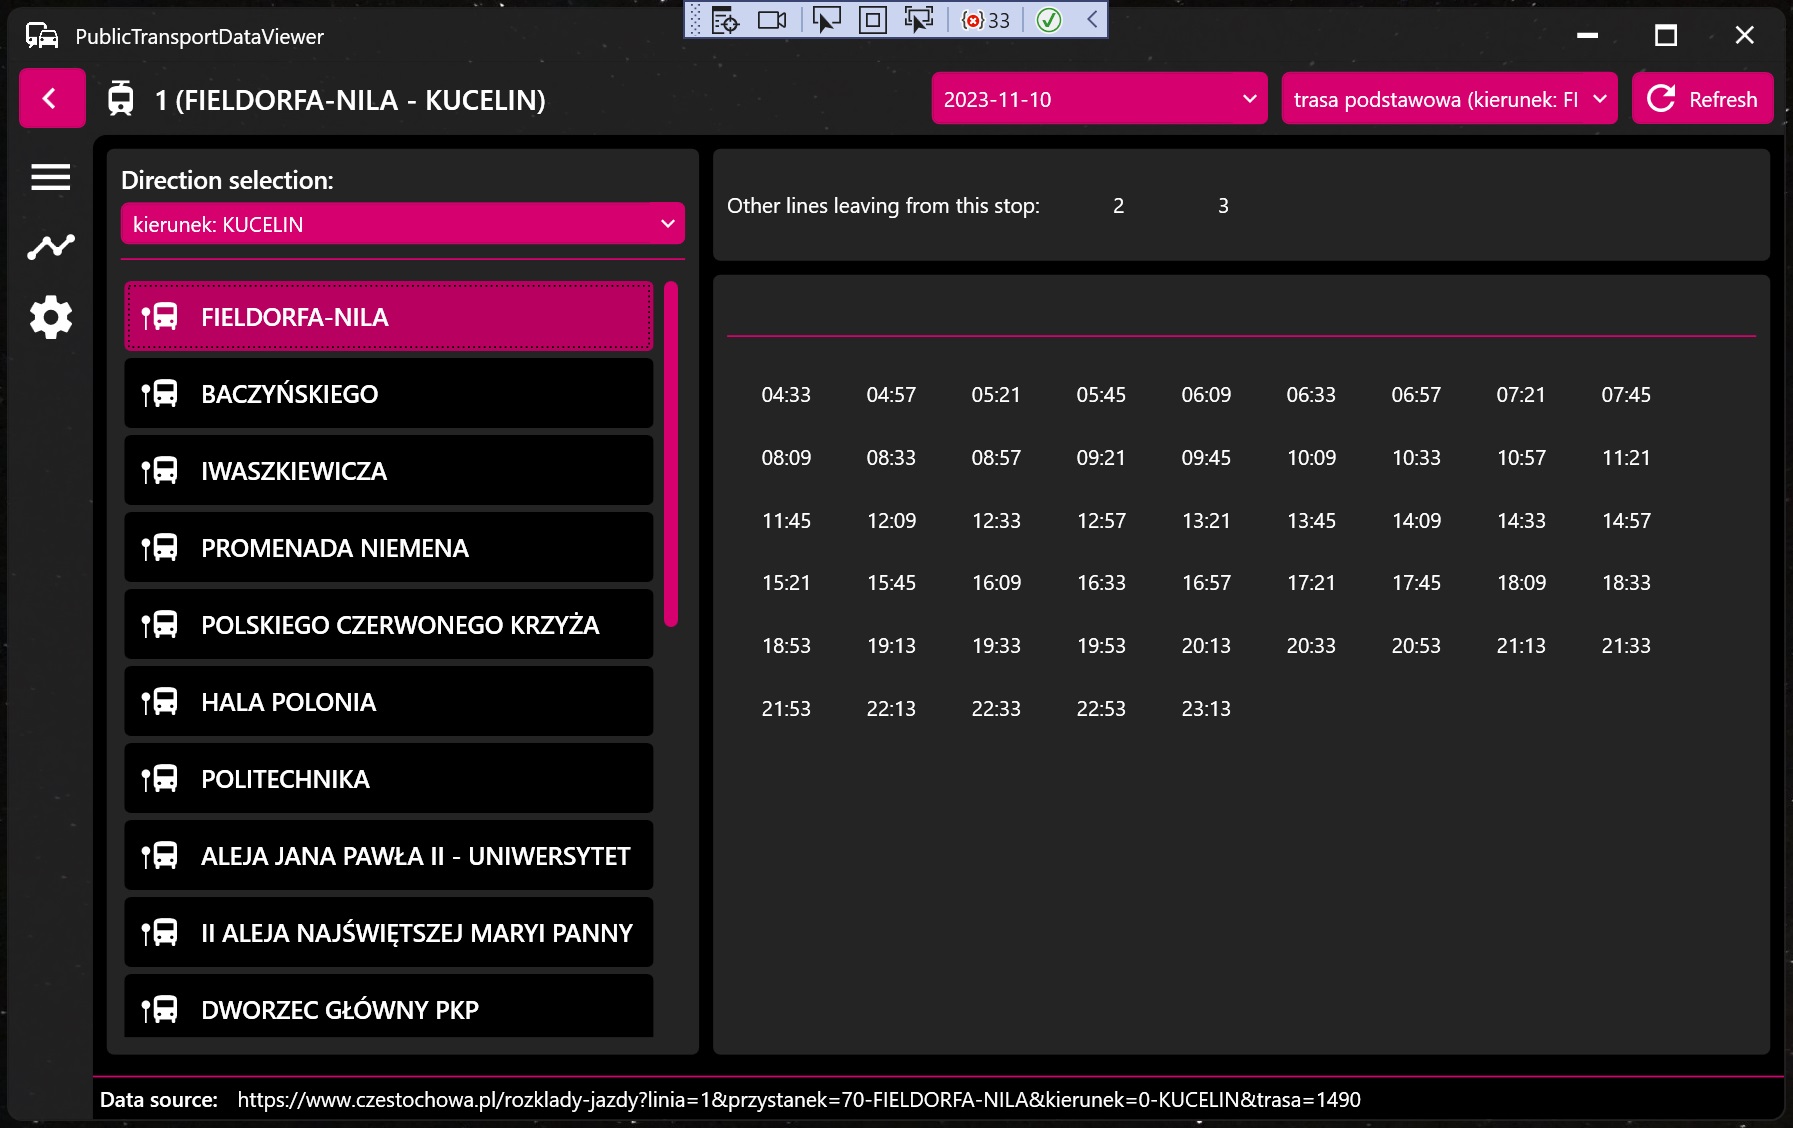 33
PublicTransportDataViewer
1 (FIELDORFA-NILA - KUCELIN)
2023-11-10
trasa podstawowa (kierunek: FI
Refresh
Direction selection:
kierunek: KUCELIN
FIELDORFA-NILA
BACZYŃSKIEGO
IWASZKIEWICZA
PROMENADA NIEMENA
POLSKIEGO CZERWONEGO KRZYŻA
HALA POLONIA
POLITECHNIKA
ALEJA JANA PAWŁA II - UNIWERSYTET
II ALEJA NAJŚWIĘTSZEJ MARYI PANNY
DWORZEC GŁÓWNY PKP
Other lines leaving from this stop: 2 3
04:33 04:57 05:21 05:45 06:09 06:33 06:57 07:21 07:45
08:09 08:33 08:57 09:21 09:45 10:09 10:33 10:57 11:21
11:45 12:09 12:33 12:57 13:21 13:45 14:09 14:33 14:57
15:21 15:45 16:09 16:33 16:57 17:21 17:45 18:09 18:33
18:53 19:13 19:33 19:53 20:13 20:33 20:53 21:13 21:33
21:53 22:13 22:33 22:53 23:13
Data source: https://www.czestochowa.pl/rozklady-jazdy?linia=1&przystanek=70-FIELDORFA-NILA&kierunek=0-KUCELIN&trasa=1490